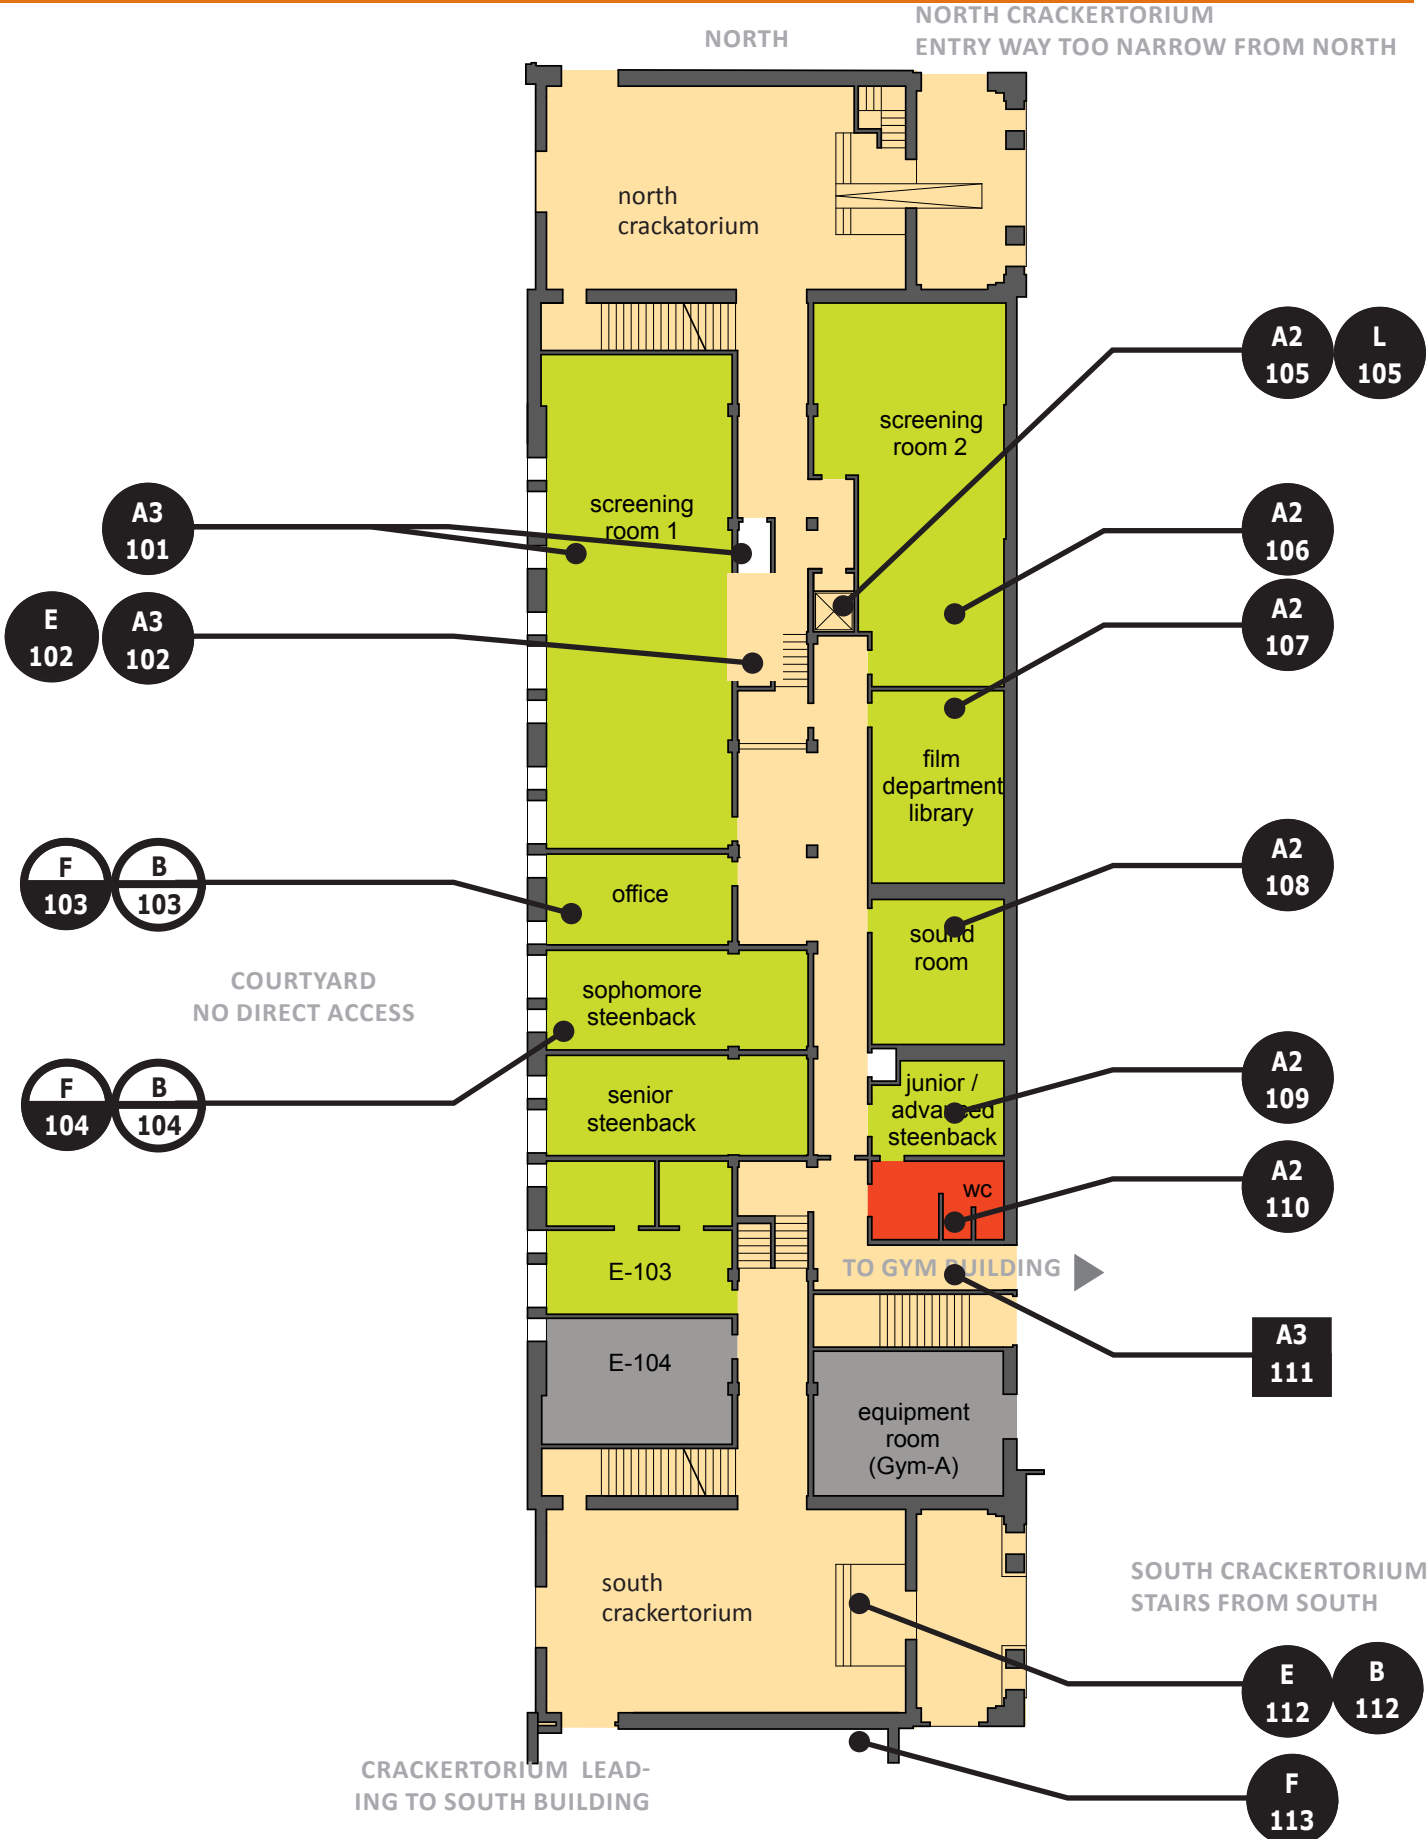 NORTH
NORTH CRACKERTORIUM
ENTRY WAY TOO NARROW FROM NORTH
north
crackatorium
A2
105
L
105
screening
room 2
screening
room 1
A3
101
A2
106
E
102
A3
102
A2
107
film
department
library
F
103
B
103
office
A2
108
sound
room
COURTYARD
NO DIRECT ACCESS
sophomore
steenback
F
104
B
104
senior
steenback
junior /
advanced
steenback
A2
109
wc
A2
110
E-103
TO GYM BUILDING
A3
111
E-104
equipment
room
(Gym-A)
south
crackertorium
SOUTH CRACKERTORIUM
STAIRS FROM SOUTH
E
112
B
112
CRACKERTORIUM LEAD-
ING TO SOUTH BUILDING
F
113